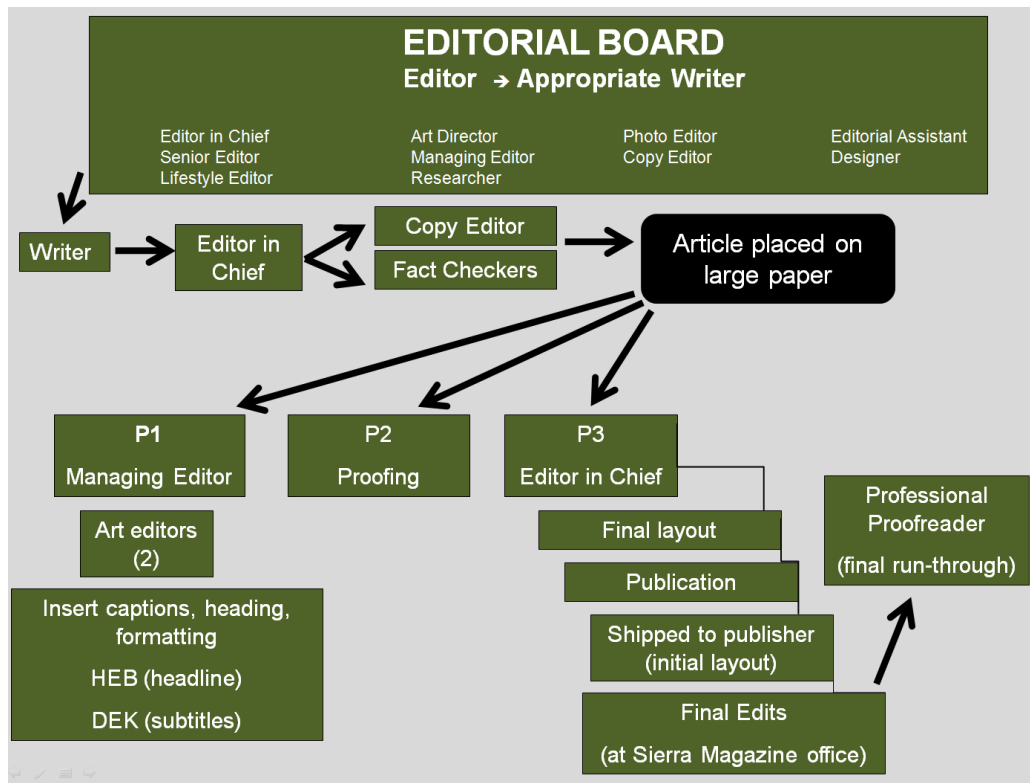 EDITORIAL BOARD
Editor → Appropriate Writer
Editor in Chief
Senior Editor
Lifestyle Editor
Art Director
Managing Editor
Researcher
Photo Editor
Copy Editor
Editorial Assistant
Designer
Writer
Editor in
Chief
Copy Editor
Fact Checkers
Article placed on
large paper
P1
Managing Editor
Art editors
(2)
Insert captions, heading,
formatting
HEB (headline)
DEK (subtitles)
P2
Proofing
P3
Editor in Chief
Final layout
Publication
Shipped to publisher
(initial layout)
Final Edits
(at Sierra Magazine office)
Professional
Proofreader
(final run-through)